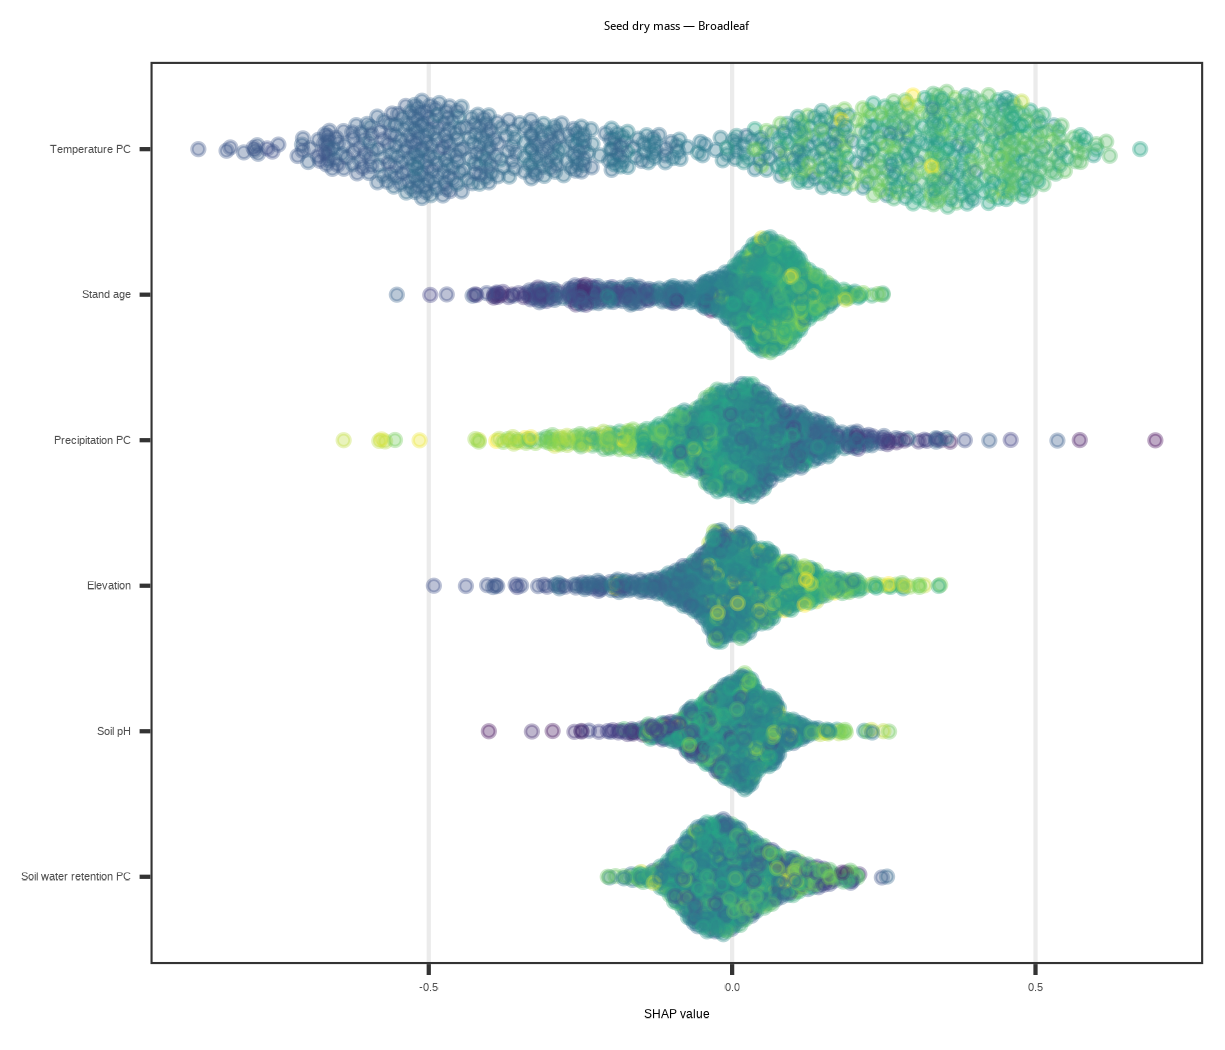 Seed dry mass — Broadleaf
Temperature PC
Stand age
Precipitation PC
Elevation
Soil pH
Soil water retention PC
-0.5
0.0
0.5
SHAP value